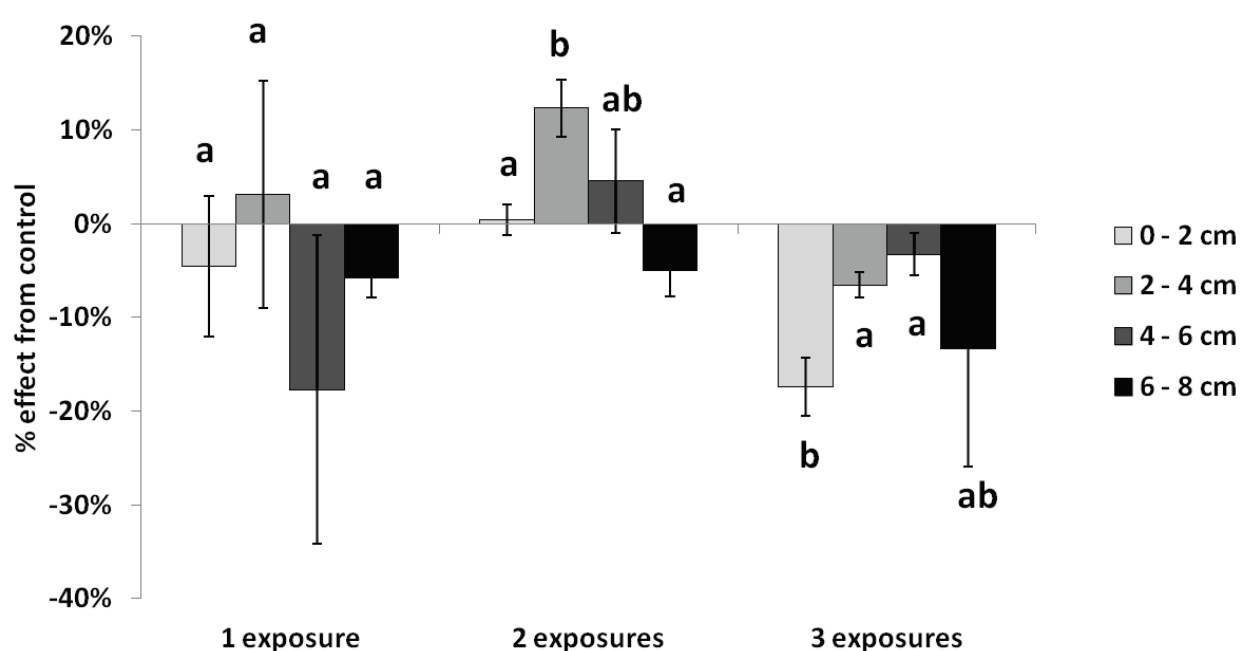 20%
10%
0%
-10%
-20%
-30%
-40%
% effect from control
a
a
a
a
a
b
ab
a
b
a
a
ab
1 exposure
2 exposures
3 exposures
0 - 2 cm
2 - 4 cm
4 - 6 cm
6 - 8 cm